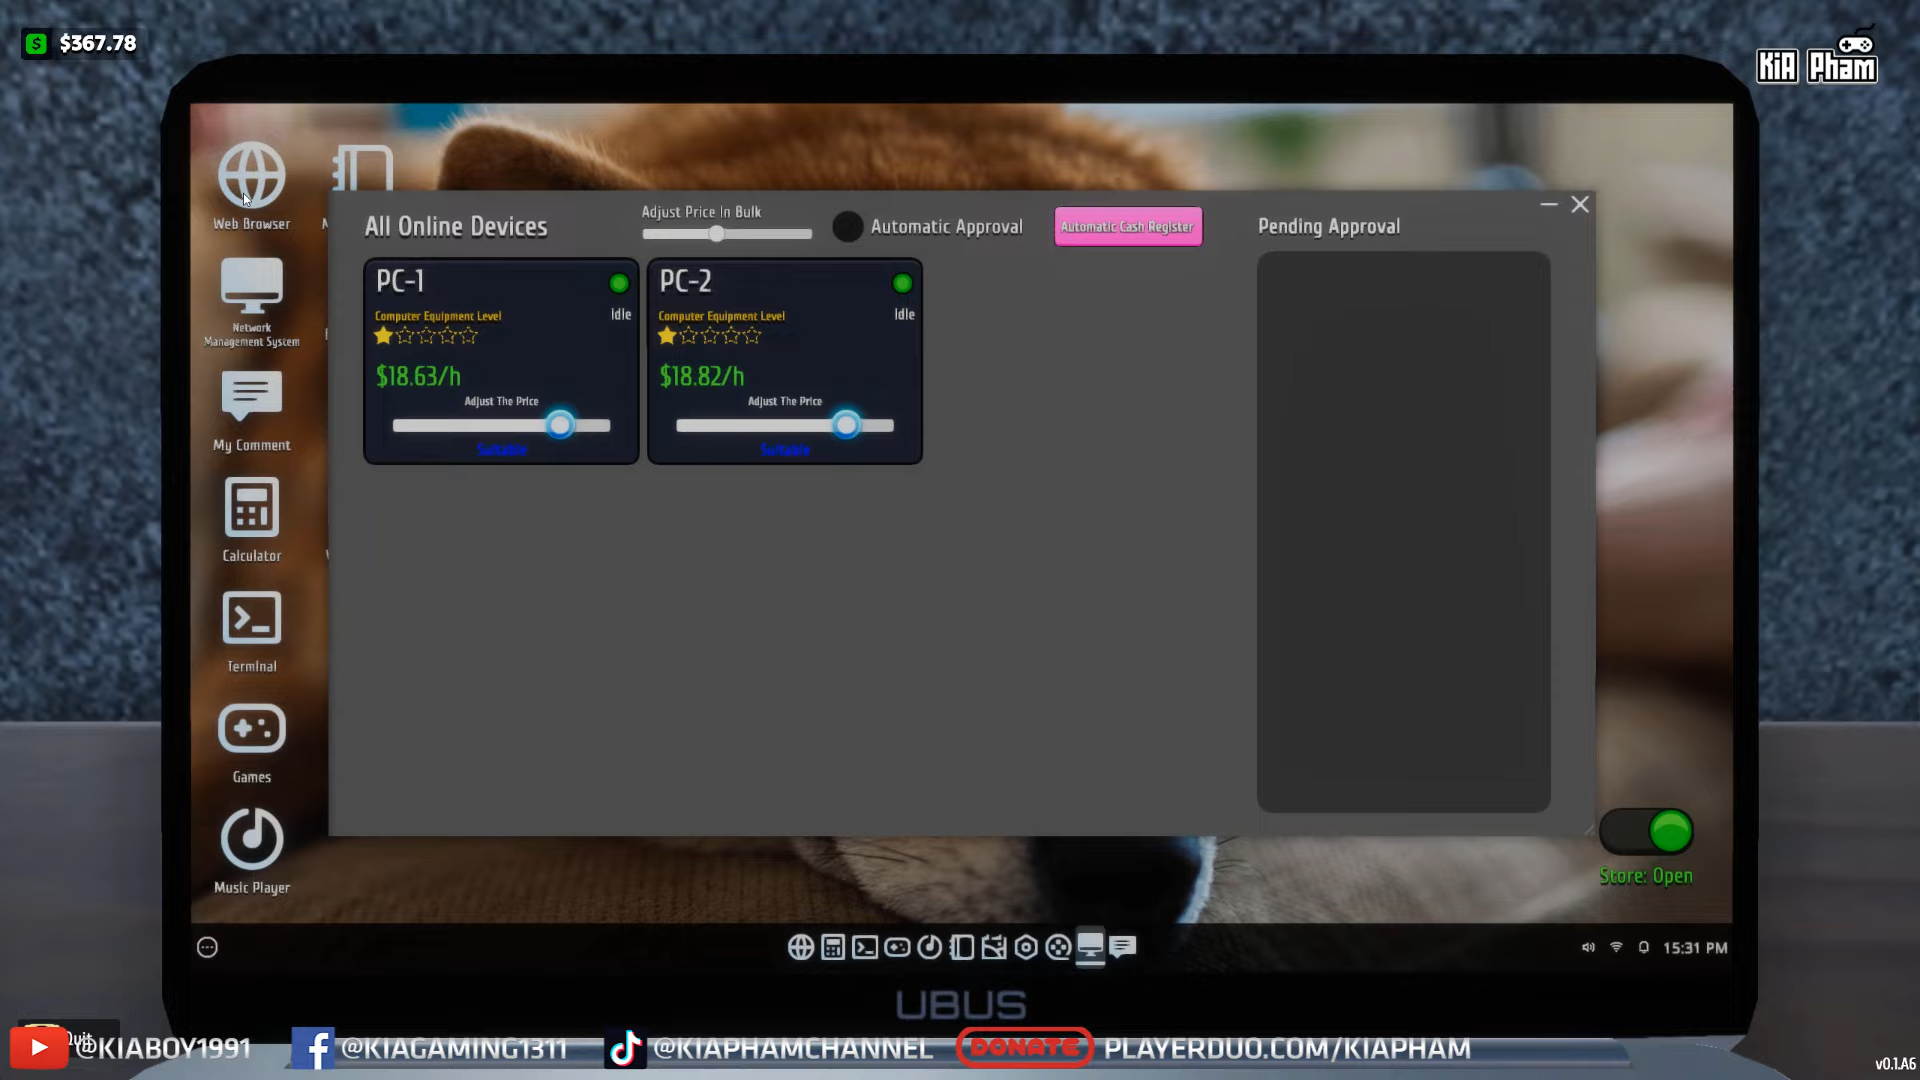 $367.78
KiA Pham
Web Browser
Network
Management System
My Comment
Calculator
Terminal
Games
Music Player
All Online Devices
Adjust Price In Bulk
Automatic Approval
Automatic Cash Register
Pending Approval
PC-1
Computer Equipment Level
Idle
$18.63/h
Adjust The Price
Suitable
PC-2
Computer Equipment Level
Idle
$18.82/h
Adjust The Price
Suitable
Store: Open
15:31 PM
UBUS
Quit
@KIABOY1991
@KIAGAMING1311
@KIAPHAMCHANNEL
DONATE
PLAYERDUO.COM/KIAPHAM
v0.1.A6